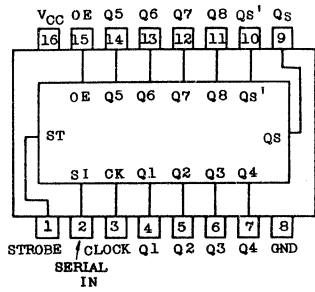 VCC OE Q5 Q6 Q7 Q8 QS' QS
16 15 14 13 12 11 10 9
OE Q5 Q6 Q7 Q8 QS'
ST QS
SI CK Q1 Q2 Q3 Q4
1 2 3 4 5 6 7 8
STROBE CLOCK Q1 Q2 Q3 Q4 GND
SERIAL
IN